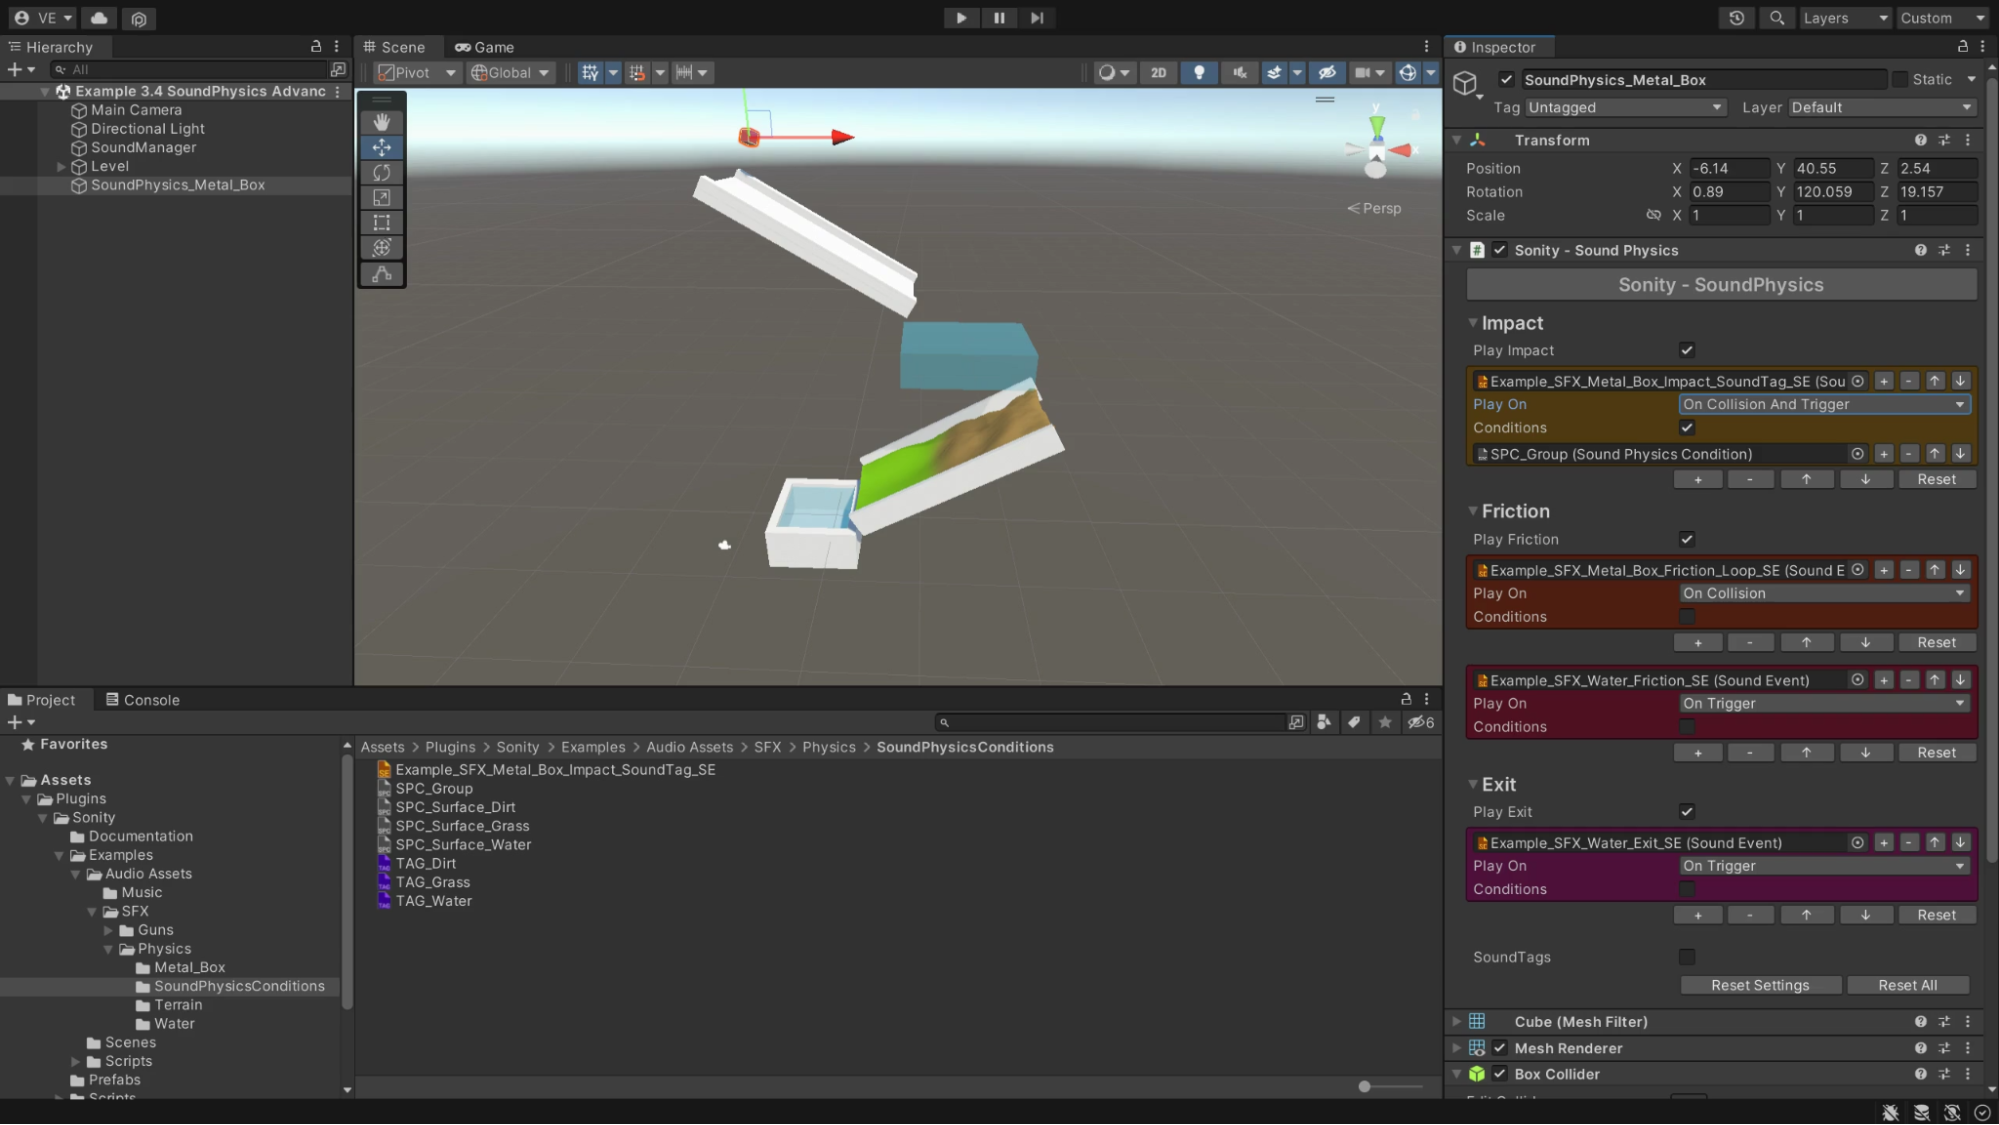 VE
Layers
Custom
Hierarchy
All
Example 3.4 SoundPhysics Advanc
Main Camera
Directional Light
SoundManager
Level
SoundPhysics_Metal_Box
Scene
Game
Pivot
Global
2D
y
x
Persp
Inspector
SoundPhysics_Metal_Box
Static
Tag Untagged
Layer Default
Transform
Position X -6.14 Y 40.55 Z 2.54
Rotation X 0.89 Y 120.059 Z 19.157
Scale X 1 Y 1 Z 1
# Sonity - Sound Physics
Sonity - SoundPhysics
Impact
Play Impact
Example_SFX_Metal_Box_Impact_SoundTag_SE (Sou + - ↑ ↓
Play On On Collision And Trigger
Conditions
SPC_Group (Sound Physics Condition) + - ↑ ↓
+ - ↑ ↓ Reset
Friction
Play Friction
Example_SFX_Metal_Box_Friction_Loop_SE (Sound E + - ↑ ↓
Play On On Collision
Conditions
+ - ↑ ↓ Reset
Example_SFX_Water_Friction_SE (Sound Event) + - ↑ ↓
Play On On Trigger
Conditions
+ - ↑ ↓ Reset
Exit
Play Exit
Example_SFX_Water_Exit_SE (Sound Event) + - ↑ ↓
Play On On Trigger
Conditions
+ - ↑ ↓ Reset
SoundTags
Reset Settings Reset All
Cube (Mesh Filter)
Mesh Renderer
Box Collider
Project
Console
6
Favorites
Assets
Plugins
Sonity
Documentation
Examples
Audio Assets
Music
SFX
Guns
Physics
Metal_Box
SoundPhysicsConditions
Terrain
Water
Scenes
Scripts
Prefabs
Scripts
Assets > Plugins > Sonity > Examples > Audio Assets > SFX > Physics > SoundPhysicsConditions
Example_SFX_Metal_Box_Impact_SoundTag_SE
SPC_Group
SPC_Surface_Dirt
SPC_Surface_Grass
SPC_Surface_Water
TAG_Dirt
TAG_Grass
TAG_Water